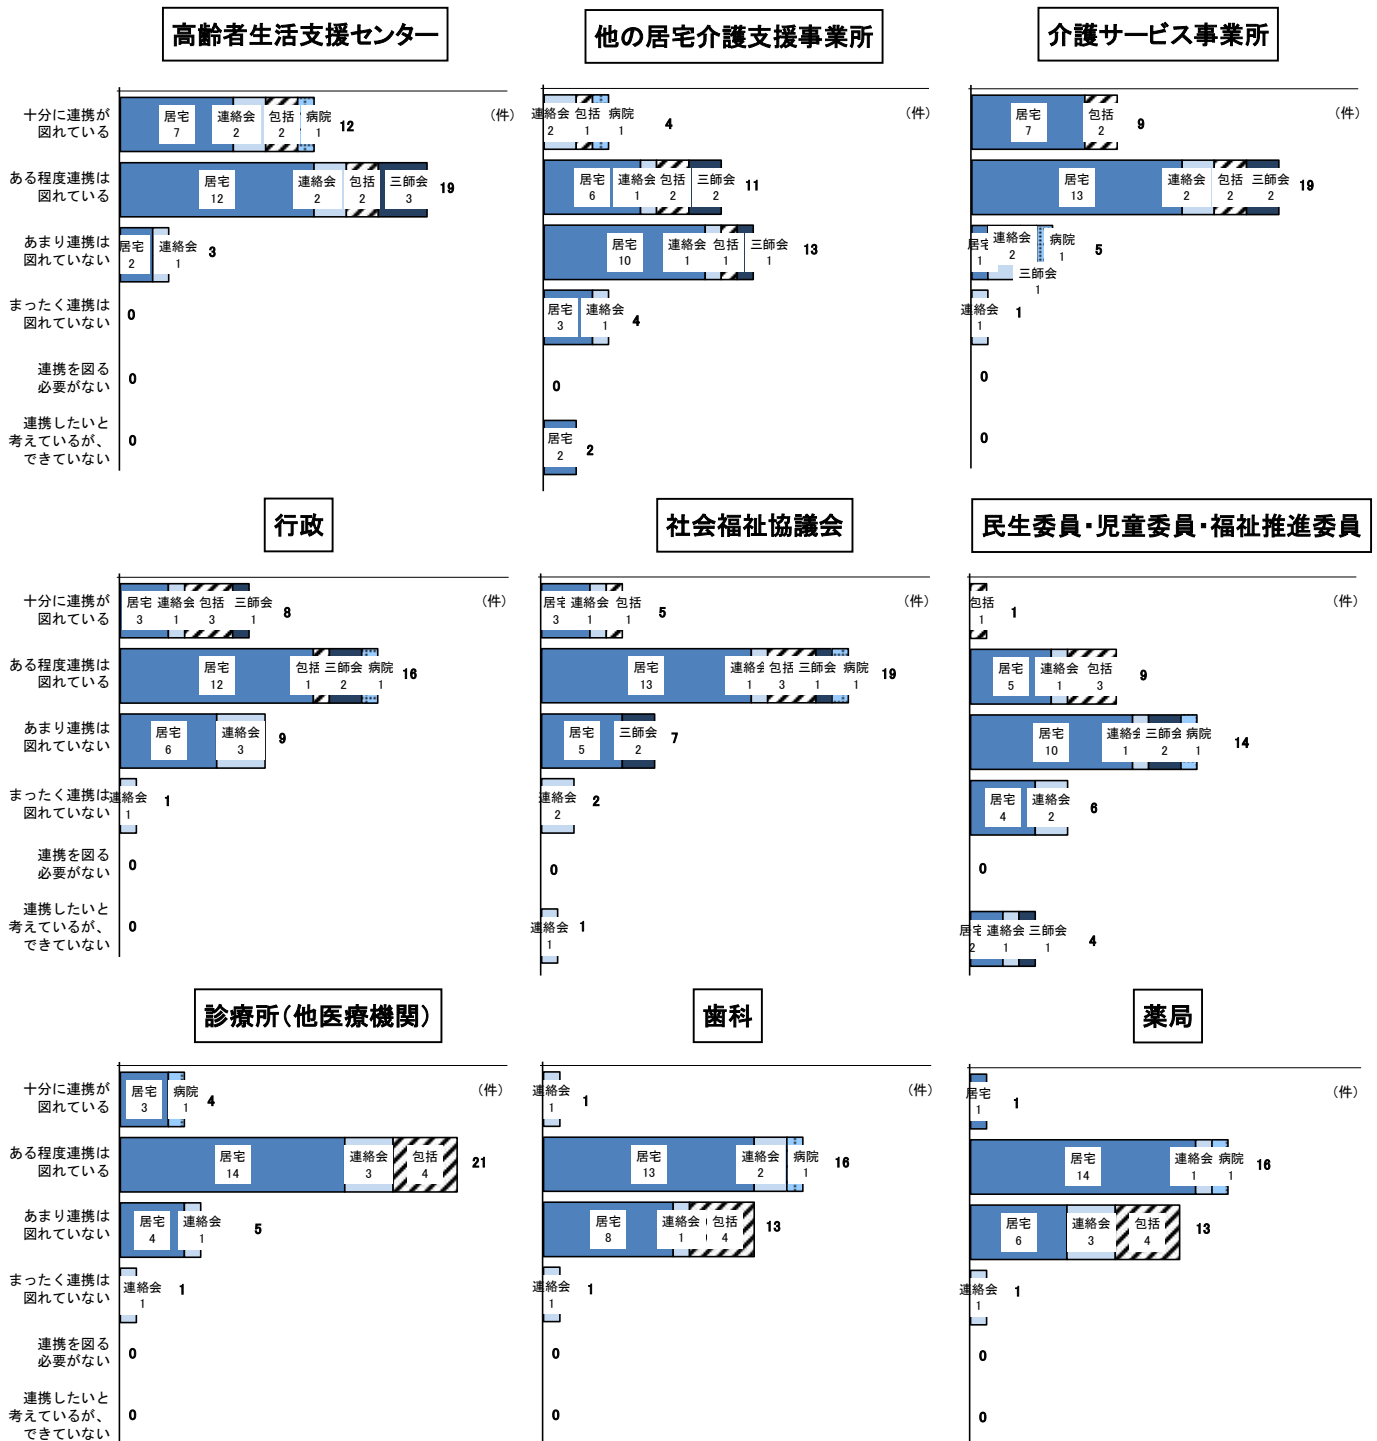 高齢者生活支援センター
他の居宅介護支援事業所
介護サービス事業所
十分に連携が
図れている
居宅
7
連絡会
2
包括
2
病院
1
12
(件)
ある程度連携は
図れている
居宅
12
連絡会
2
包括
2
三師会
3
19
あまり連携は
図れていない
居宅
2
連絡会
1
3
まったく連携は
図れていない
0
連携を図る
必要がない
0
連携したいと
考えているが、
できていない
0
連絡会
2
包括
1
病院
1
4
(件)
居宅
6
連絡会
1
包括
2
三師会
2
11
居宅
10
連絡会
1
包括
1
三師会
1
13
居宅
3
連絡会
1
4
0
居宅
2
2
居宅
7
包括
2
9
(件)
居宅
13
連絡会
2
包括
2
三師会
2
19
居宅
1
連絡会
2
病院
1
三師会
1
5
連絡会
1
1
0
0
行政
社会福祉協議会
民生委員・児童委員・福祉推進委員
十分に連携が
図れている
居宅
3
連絡会
1
包括
3
三師会
1
8
(件)
ある程度連携は
図れている
居宅
12
包括
1
三師会
2
病院
1
16
あまり連携は
図れていない
居宅
6
連絡会
3
9
まったく連携は
図れていない
連絡会
1
1
連携を図る
必要がない
0
連携したいと
考えているが、
できていない
0
居宅
3
連絡会
1
包括
1
5
(件)
居宅
13
連絡会
1
包括
3
三師会
1
病院
1
19
居宅
5
三師会
2
7
連絡会
2
2
0
連絡会
1
1
包括
1
1
(件)
居宅
5
連絡会
1
包括
3
9
居宅
10
連絡会
1
三師会
2
病院
1
14
居宅
4
連絡会
2
6
0
居宅
2
連絡会
1
三師会
1
4
診療所(他医療機関)
歯科
薬局
十分に連携が
図れている
居宅
3
病院
1
4
(件)
ある程度連携は
図れている
居宅
14
連絡会
3
包括
4
21
あまり連携は
図れていない
居宅
4
連絡会
1
5
まったく連携は
図れていない
連絡会
1
1
連携を図る
必要がない
0
連携したいと
考えているが、
できていない
0
連絡会
1
1
(件)
居宅
13
連絡会
2
病院
1
16
居宅
8
連絡会
1
包括
4
13
連絡会
1
1
0
0
居宅
1
1
(件)
居宅
14
連絡会
1
病院
1
16
居宅
6
連絡会
3
包括
4
13
連絡会
1
1
0
0